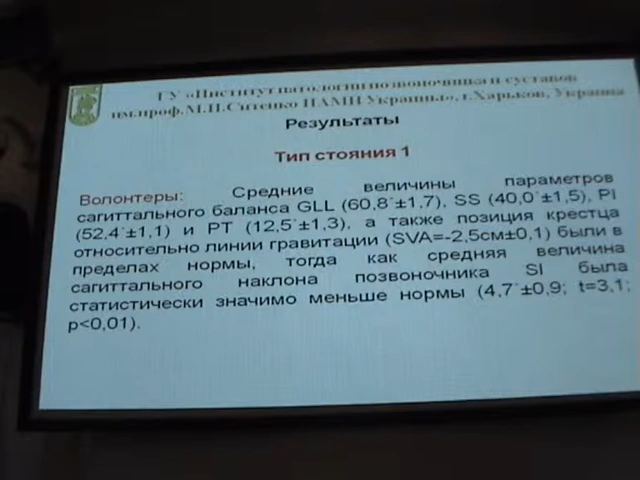 ГУ «Институт патологии позвоночника и суставов
им.проф.М.И.Ситенко НАМН Украины», г.Харьков, Украина
Результаты
Тип стояния 1
Волонтеры: Средние величины параметров
сагиттального баланса GLL (60,8˚±1,7), SS (40,0˚±1,5), PI
(52,4˚±1,1) и PT (12,5˚±1,3), а также позиция крестца
относительно линии гравитации (SVA=-2,5см±0,1) были в
пределах нормы, тогда как средняя величина
сагиттального наклона позвоночника SI была
статистически значимо меньше нормы (4,7˚±0,9; t=3,1;
p<0,01).